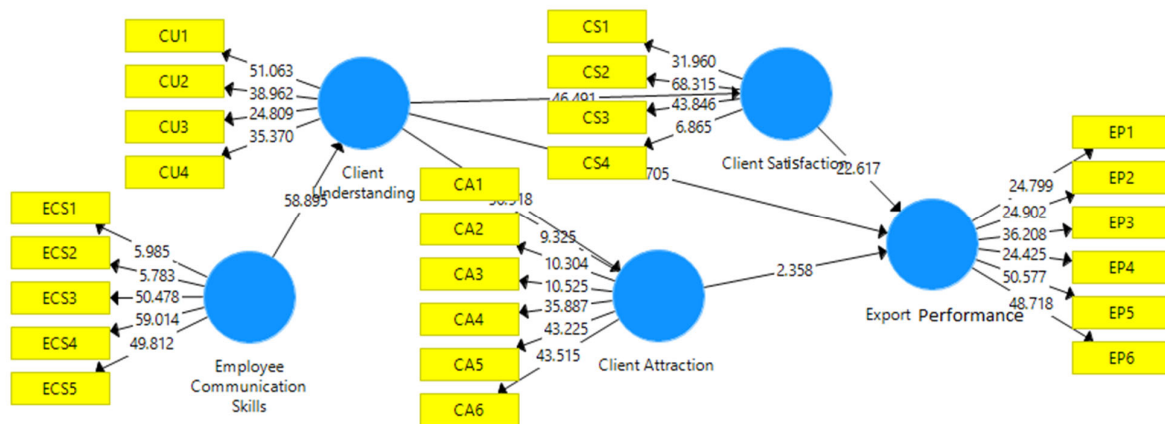 CU1
CU2
CU3
CU4
51.063
38.962
24.809
35.370
Client
Understanding
CS1
CS2
CS3
CS4
31.960
68.315
43.846
6.865
46.491
Client Satisfaction
22.617
705
58.895
ECS1
ECS2
ECS3
ECS4
ECS5
5.985
5.783
50.478
59.014
49.812
Employee
Communication
Skills
CA1
CA2
CA3
CA4
CA5
CA6
9.325
10.304
10.525
35.887
43.225
43.515
Client Attraction
2.358
Export Performance
24.799
24.902
36.208
24.425
50.577
48.718
EP1
EP2
EP3
EP4
EP5
EP6